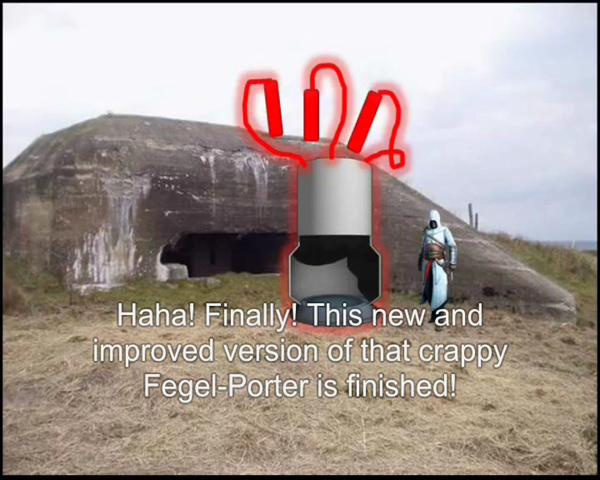 Haha! Finally! This new and
improved version of that crappy
Fegel-Porter is finished!